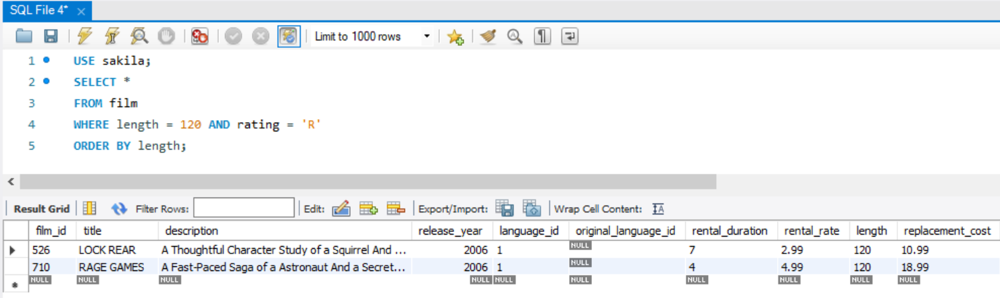 SQL File 4*
Limit to 1000 rows
1 USE sakila;
2 SELECT *
3 FROM film
4 WHERE length = 120 AND rating = 'R'
5 ORDER BY length;
Result Grid Filter Rows: Edit: Export/Import: Wrap Cell Content: IA
film_id title description release_year language_id original_language_id rental_duration rental_rate length replacement_cost
526 LOCK REAR A Thoughtful Character Study of a Squirrel And ... 2006 1 NULL 7 2.99 120 10.99
710 RAGE GAMES A Fast-Paced Saga of a Astronaut And a Secret... 2006 1 NULL 4 4.99 120 18.99
NULL NULL NULL NULL NULL NULL NULL NULL NULL NULL